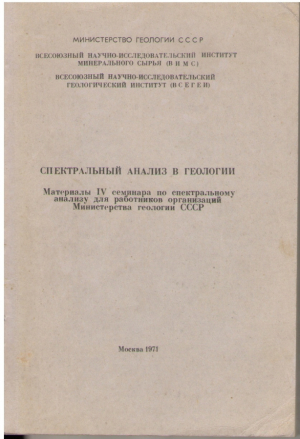 МИНИСТЕРСТВО ГЕОЛОГИИ СССР
ВСЕСОЮЗНЫЙ НАУЧНО-ИССЛЕДОВАТЕЛЬСКИЙ ИНСТИТУТ
МИНЕРАЛЬНОГО СЫРЬЯ (ВИМС)
ВСЕСОЮЗНЫЙ НАУЧНО-ИССЛЕДОВАТЕЛЬСКИЙ
ГЕОЛОГИЧЕСКИЙ ИНСТИТУТ (ВСЕГЕИ)
СПЕКТРАЛЬНЫЙ АНАЛИЗ В ГЕОЛОГИИ
Материалы IV семинара по спектральному
анализу для работников организаций
Министерства геологии СССР
Москва 1971